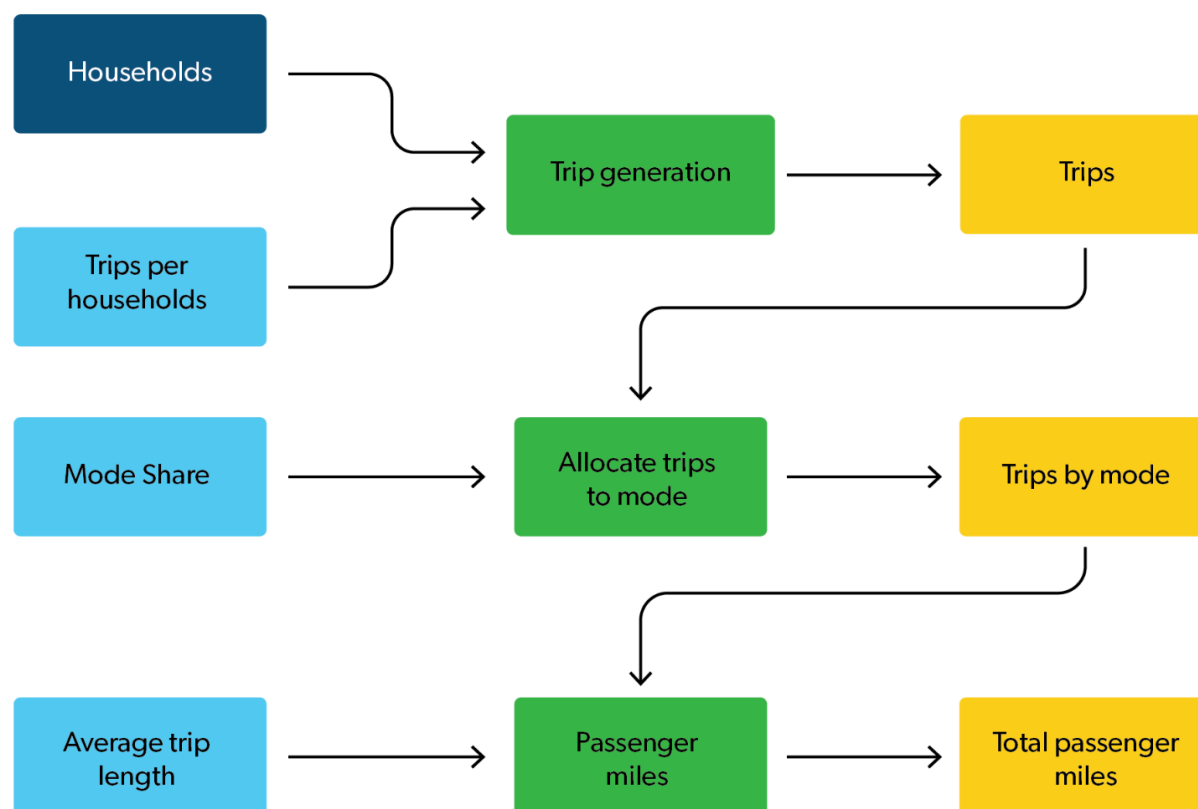 Households
Trip generation
Trips
Trips per
households
Mode Share
Allocate trips
to mode
Trips by mode
Average trip
length
Passenger
miles
Total passenger
miles